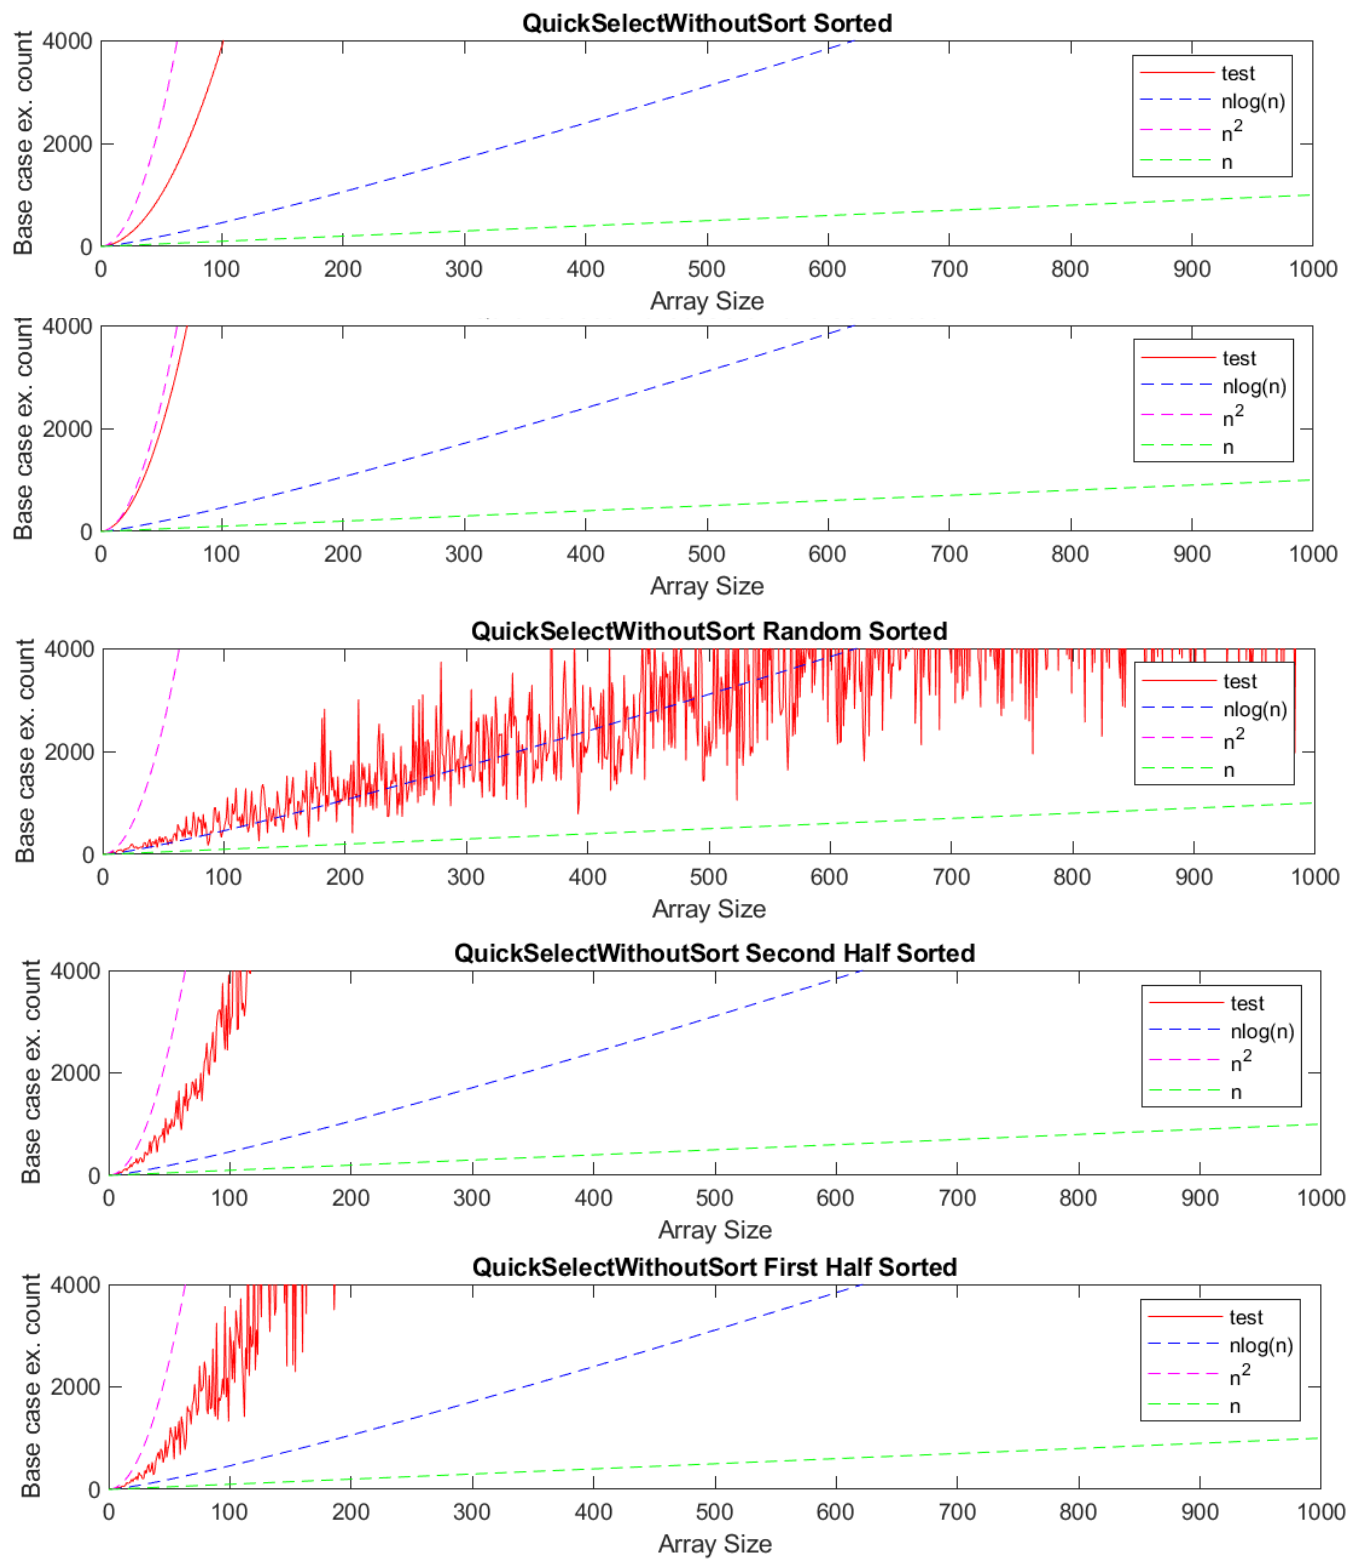 QuickSelectWithoutSort Sorted
Base case ex. count
4000
2000
0
test
nlog(n)
n²
n
0 100 200 300 400 500 600 700 800 900 1000
Array Size
Base case ex. count
4000
2000
0
test
nlog(n)
n²
n
0 100 200 300 400 500 600 700 800 900 1000
Array Size
QuickSelectWithoutSort Random Sorted
Base case ex. count
4000
2000
0
test
nlog(n)
n²
n
0 100 200 300 400 500 600 700 800 900 1000
Array Size
QuickSelectWithoutSort Second Half Sorted
Base case ex. count
4000
2000
0
test
nlog(n)
n²
n
0 100 200 300 400 500 600 700 800 900 1000
Array Size
QuickSelectWithoutSort First Half Sorted
Base case ex. count
4000
2000
0
test
nlog(n)
n²
n
0 100 200 300 400 500 600 700 800 900 1000
Array Size